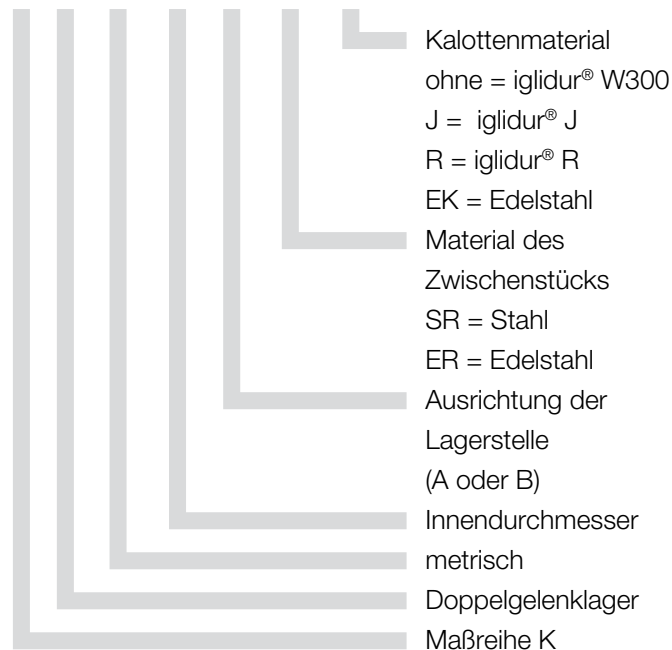 Kalottenmaterial
ohne = iglidur® W300
J = iglidur® J
R = iglidur® R
EK = Edelstahl
Material des
Zwischenstücks
SR = Stahl
ER = Edelstahl
Ausrichtung der
Lagerstelle
(A oder B)
Innendurchmesser
metrisch
Doppelgelenklager
Maßreihe K